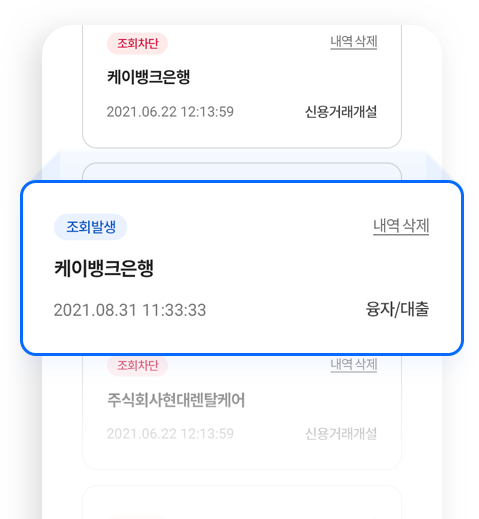 조회차단 내역 삭제
케이뱅크은행
2021.06.22 12:13:59 신용거래개설
조회발생 내역 삭제
케이뱅크은행
2021.08.31 11:33:33 융자/대출
조회차단 내역 삭제
주식회사현대렌탈케어
2021.06.22 12:13:59 신용거래개설